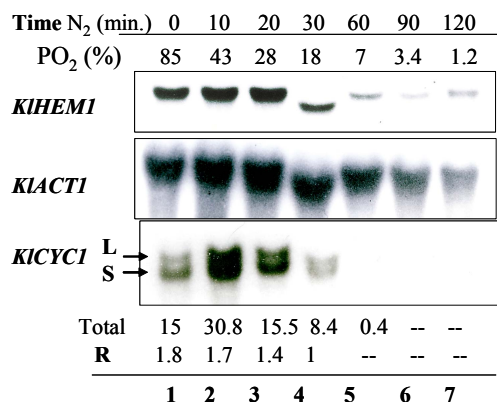 Time N₂ (min.) 0 10 20 30 60 90 120
PO₂ (%) 85 43 28 18 7 3.4 1.2
KlHEM1
KlACT1
L
KlCYC1
S
Total 15 30.8 15.5 8.4 0.4 -- --
R 1.8 1.7 1.4 1 -- -- --
1 2 3 4 5 6 7